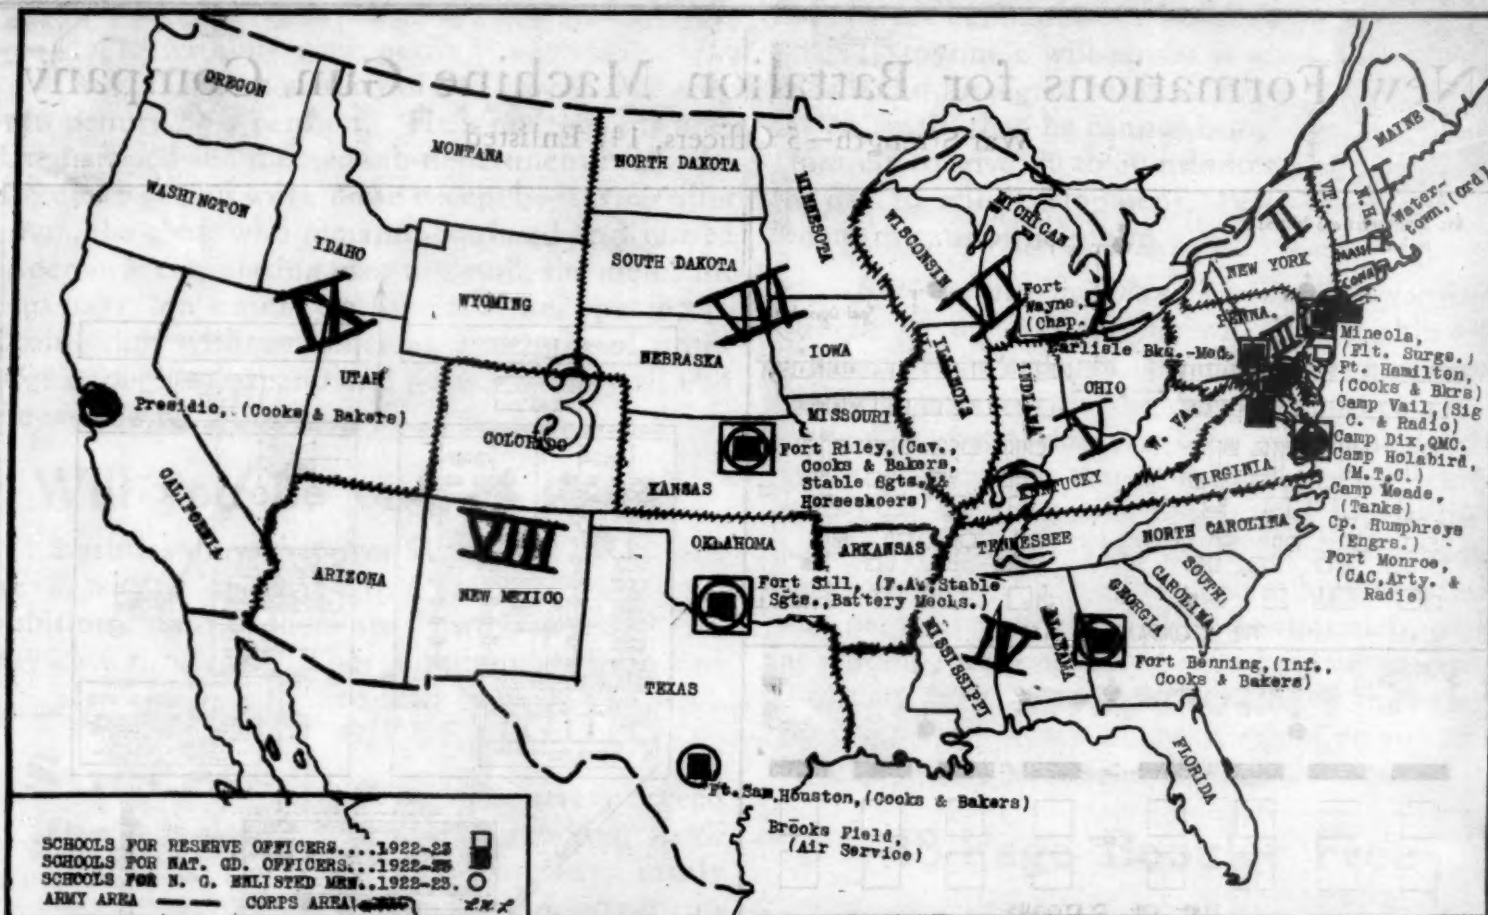 New Formations for Battalion Machine Gun Company
OREGON
WASHINGTON
MONTANA
IDAHO
WYOMING
UTAH
COLORADO
3
CALIFORNIA
ARIZONA
NEW MEXICO
NORTH DAKOTA
SOUTH DAKOTA
NEBRASKA
KANSAS
OKLAHOMA
TEXAS
MINNESOTA
IOWA
MISSOURI
ARKANSAS
WISCONSIN
ILLINOIS
MICHICAN
INDIANA
OHIO
KENTUCKY
TENNESSEE
MISSISSIPPI
ALABAMA
GEORGIA
FLORIDA
SOUTH
CAROLINA
NORTH CAROLINA
VIRGINIA
W. VA.
PENNA.
NEW YORK
VT.
N.H.
MAINE
MASS
CONN
II
VII
VIII
VI
V
IV
Presidio,.(Cooks & Bakers)
Fort Riley,(Cav.,
Cooks & Bakers,
Stable Sgts,&
Horseshoers)
Fort Sill, (F.A.,Stable
Sgts.,Battery Mecks.)
Ft.Sam Houston,(Cooks & Bakers)
Brooks Field,
(Air Service)
Fort Benning,(Inf..
Cooks & Bakers)
Fort
Wayne,
(Chap.
Carlisle Bks.-Med.
Water-
town.(Ord)
Mineola,
(Flt. Surgs.)
Ft. Hamilton,
(Cooks & Bkrs)
Camp Vail,(Sig
C. & Radio)
Camp Dix,QMC.
Camp Holabird,
(M.T.C.)
Camp Meade,
(Tanks)
Cp. Humphreys
(Engrs.)
Fort Monroe,
(CAC,Arty. &
Radio)
SCHOOLS FOR RESERVE OFFICERS....1922-23
SCHOOLS FOR NAT. GD. OFFICERS...1922-23
SCHOOLS FOR N. G. ENLISTED MEN..1922-23.
ARMY AREA CORPS AREA